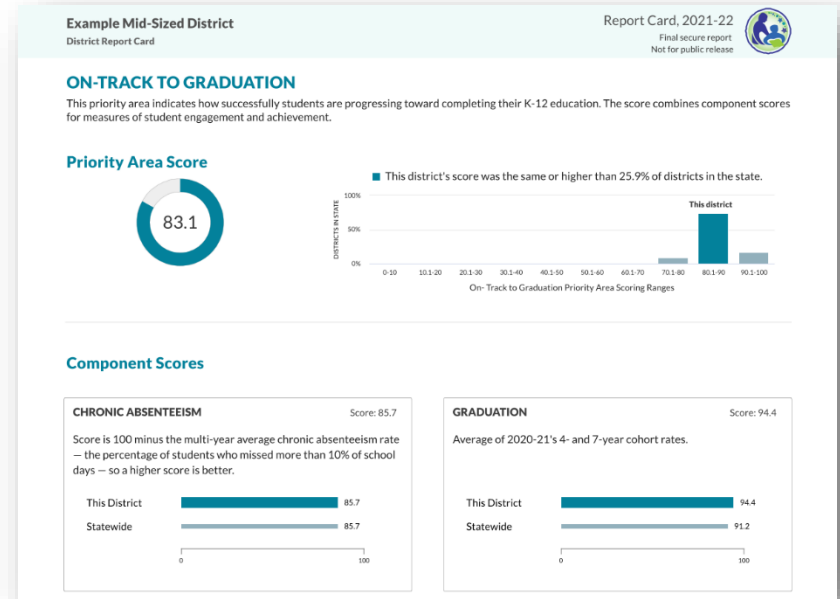 Example Mid-Sized District
District Report Card
Report Card, 2021-22
Final secure report
Not for public release
ON-TRACK TO GRADUATION
This priority area indicates how successfully students are progressing toward completing their K-12 education. The score combines component scores
for measures of student engagement and achievement.
Priority Area Score
83.1
This district's score was the same or higher than 25.9% of districts in the state.
DISTRICTS IN STATE
100%
50%
0%
This district
0-10 10.1-20 20.1-30 30.1-40 40.1-50 50.1-60 60.1-70 70.1-80 80.1-90 90.1-100
On- Track to Graduation Priority Area Scoring Ranges
Component Scores
CHRONIC ABSENTEEISM Score: 85.7
Score is 100 minus the multi-year average chronic absenteeism rate
— the percentage of students who missed more than 10% of school
days — so a higher score is better.
This District 85.7
Statewide 85.7
0 100
GRADUATION Score: 94.4
Average of 2020-21's 4- and 7-year cohort rates.
This District 94.4
Statewide 91.2
0 100